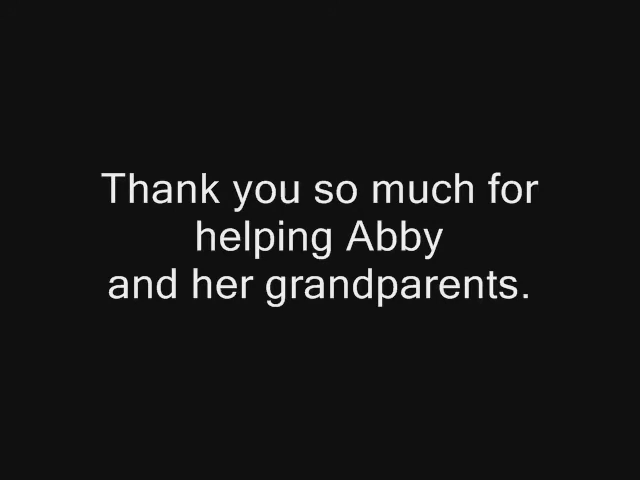 Thank you so much for
helping Abby
and her grandparents.